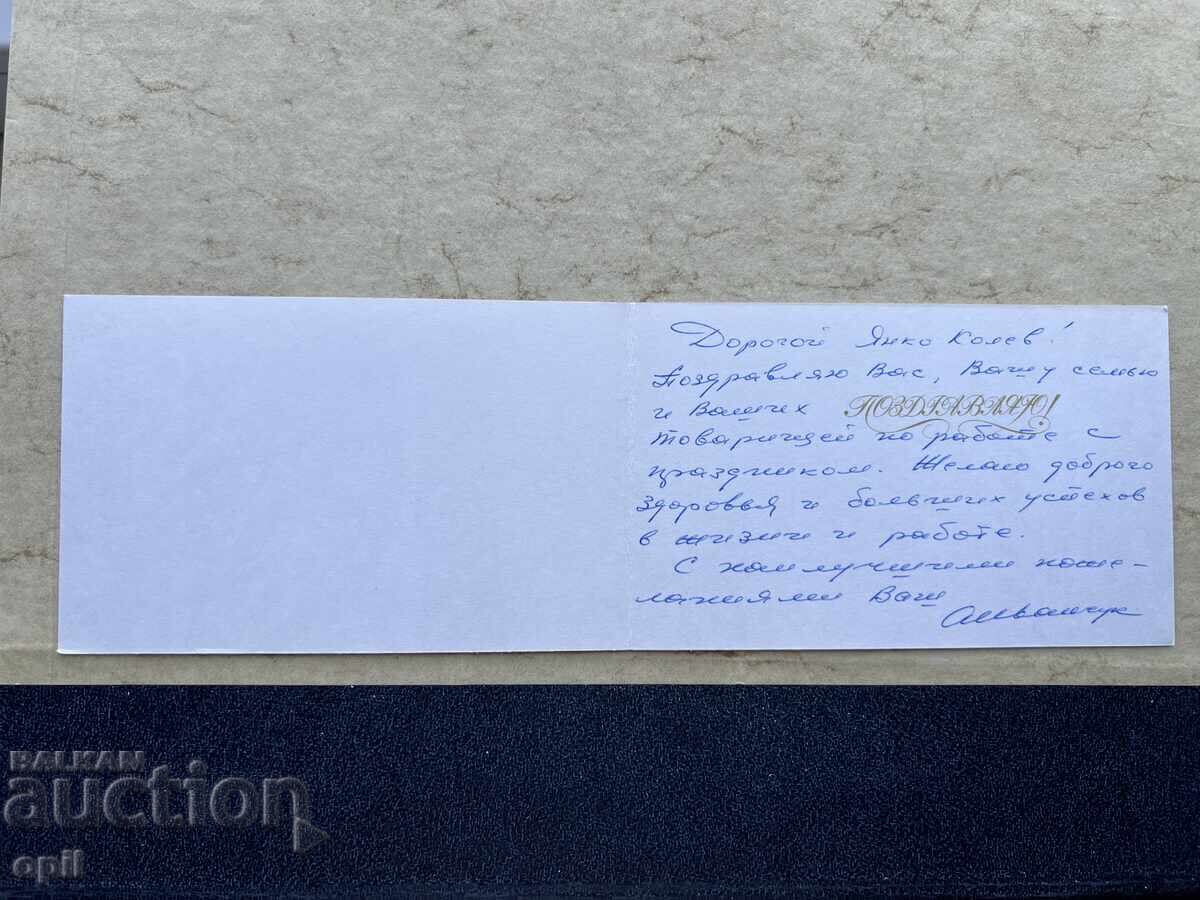 Дорогой Янко Колев!
Поздравляю Вас, Вашу семью
и Ваших ПОЗДРАВЛЯЮ!
товарищей по работе с
праздником. Желаю доброго
здоровья и больших успехов
в жизни и работе.
С наилучшими поже-
ланиями Ваш
BALKAN
auction
opil